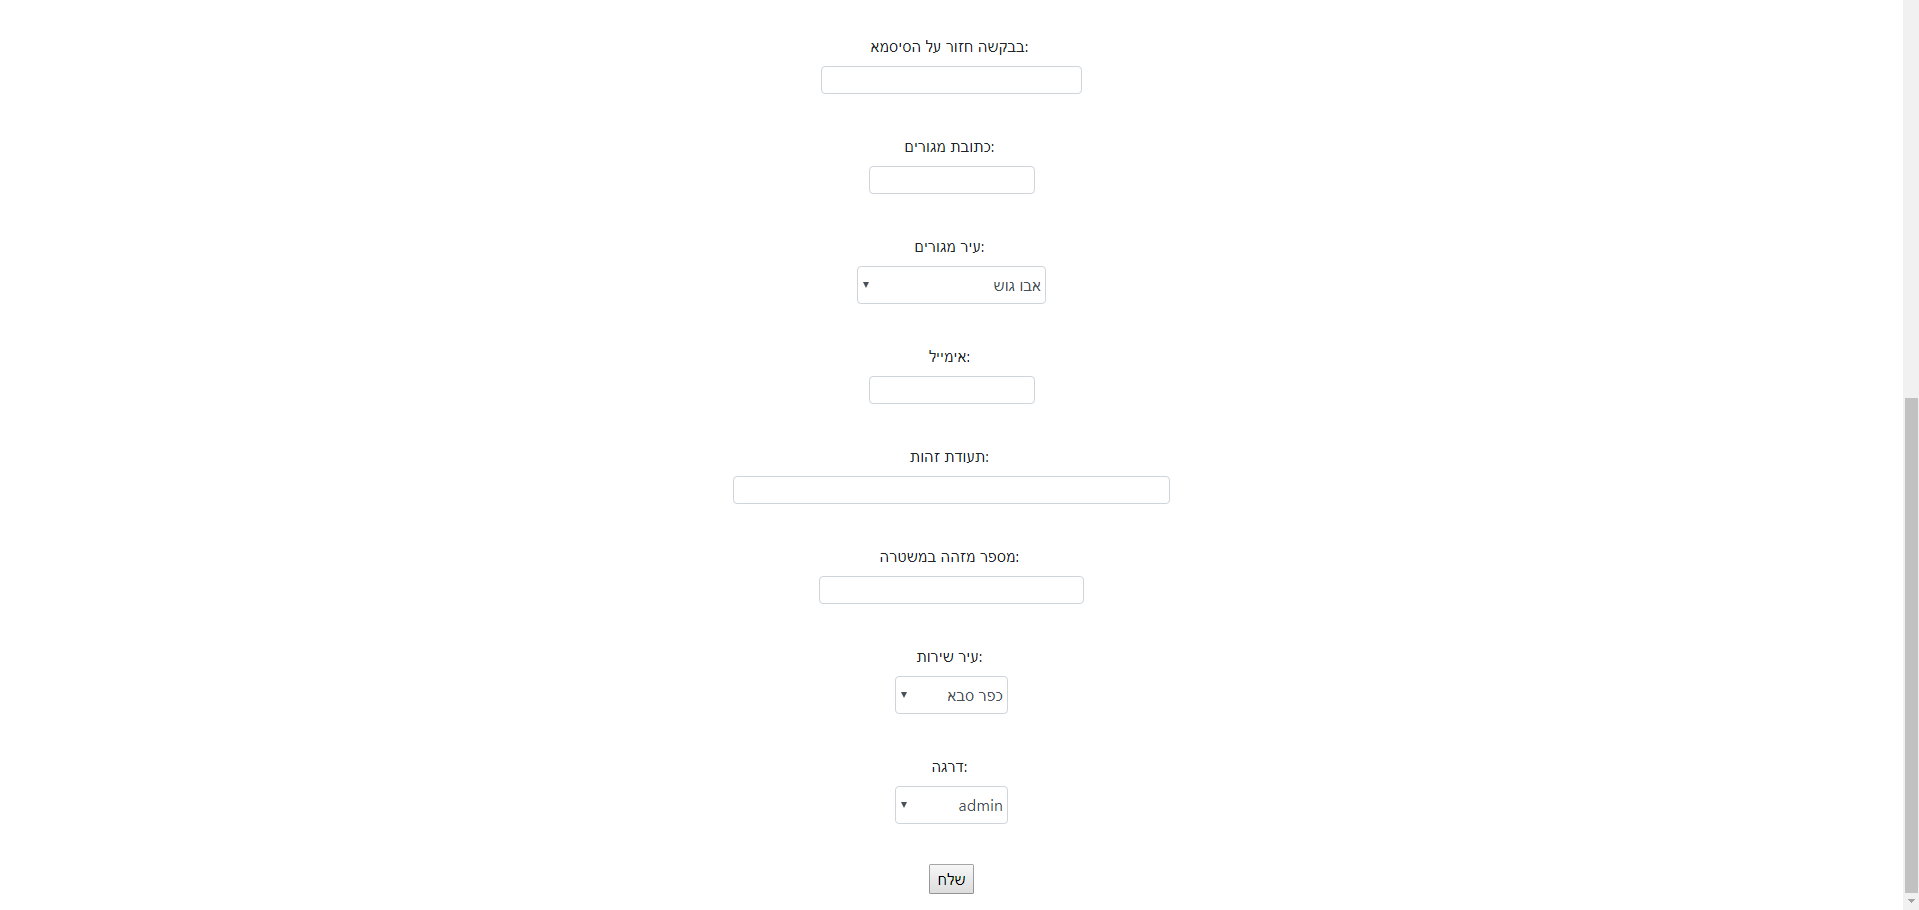 בבקשה חזור על הסיסמא:
כתובת מגורים:
עיר מגורים:
אבו גוש
אימייל:
תעודת זהות:
מספר מזהה במשטרה:
עיר שירות:
כפר סבא
דרגה:
admin
שלח